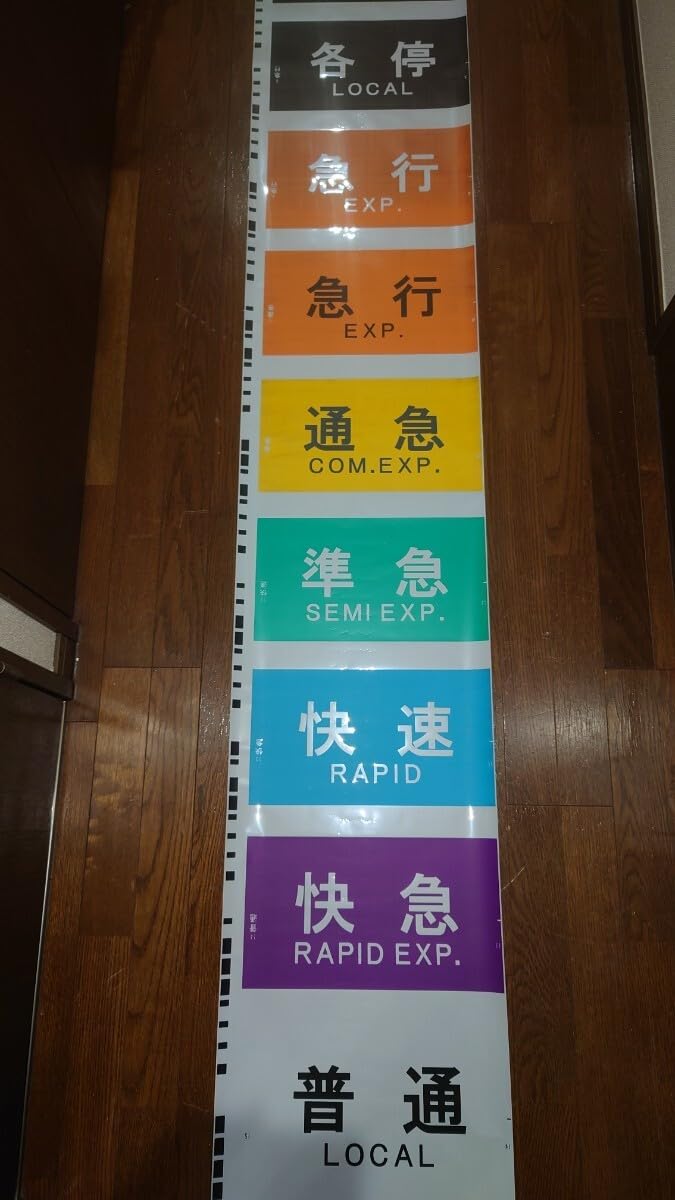 各停
LOCAL
急行
EXP.
急行
EXP.
通急
COM.EXP.
準急
SEMI EXP.
快速
RAPID
快急
RAPID EXP.
普通
LOCAL